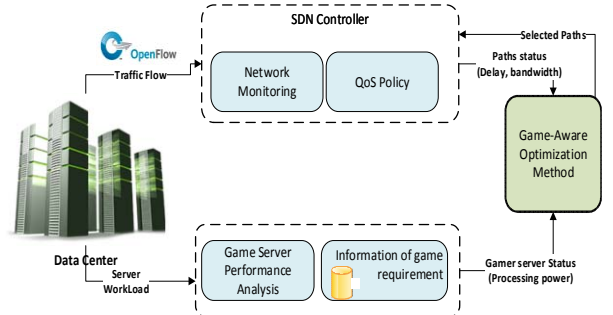 SDN Controller
OpenFlow
Traffic Flow
Network
Monitoring
QoS Policy
Selected Paths
Paths status
(Delay, bandwidth)
Game-Aware
Optimization
Method
Data Center
Server
WorkLoad
Game Server
Performance
Analysis
Information of game
requirement
Gamer server Status
(Processing power)